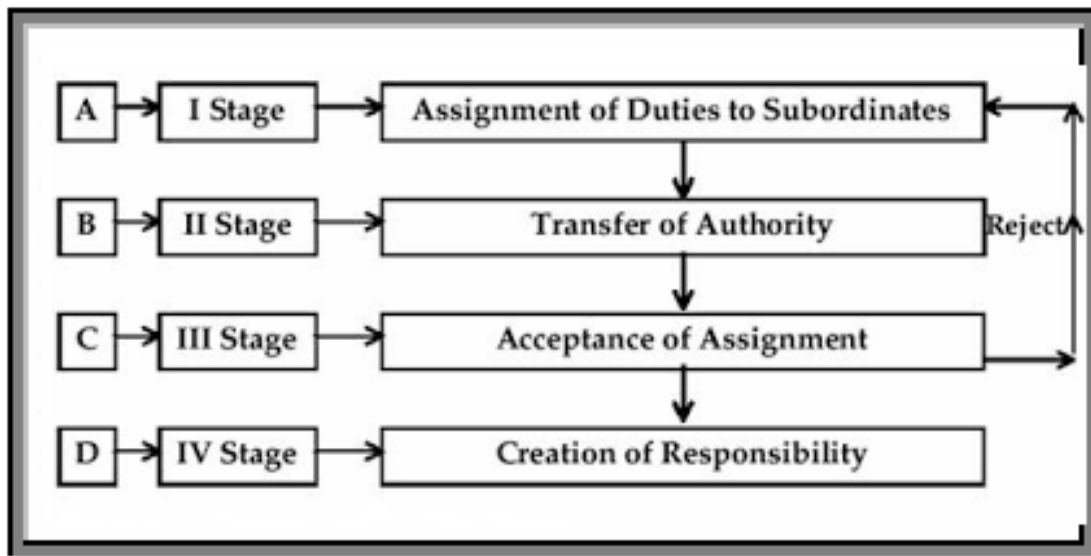 A
I Stage
Assignment of Duties to Subordinates
B
II Stage
Transfer of Authority
Reject
C
III Stage
Acceptance of Assignment
D
IV Stage
Creation of Responsibility